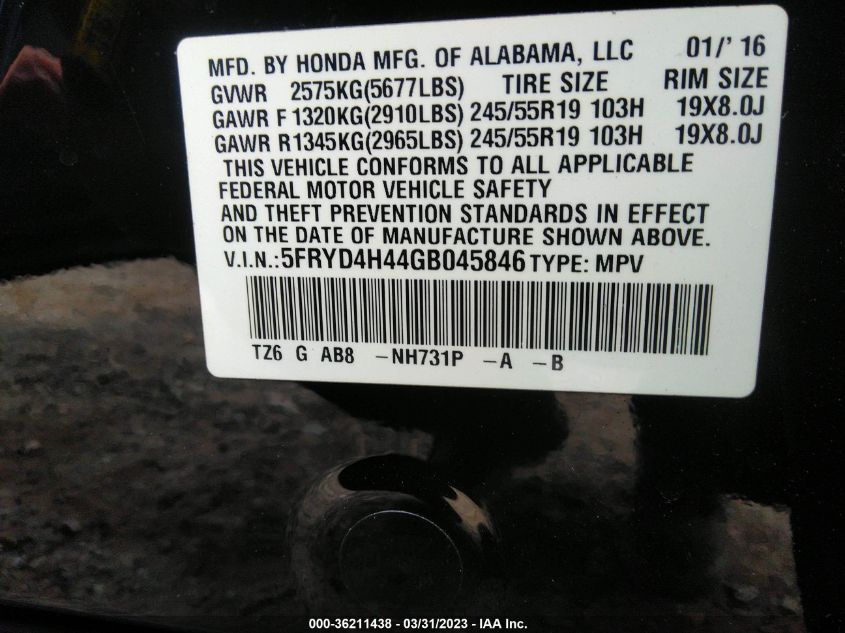 MFD. BY HONDA MFG. OF ALABAMA, LLC 01/' 16
GVWR 2575KG(5677LBS) TIRE SIZE RIM SIZE
GAWR F 1320KG(2910LBS) 245/55R19 103H 19X8.0J
GAWR R1345KG(2965LBS) 245/55R19 103H 19X8.0J
THIS VEHICLE CONFORMS TO ALL APPLICABLE
FEDERAL MOTOR VEHICLE SAFETY
AND THEFT PREVENTION STANDARDS IN EFFECT
ON THE DATE OF MANUFACTURE SHOWN ABOVE.
V.I.N.:5FRYD4H44GB045846 TYPE: MPV
TZ6 G AB8 -NH731P -A -B
000-36211438 - 03/31/2023 - IAA Inc.